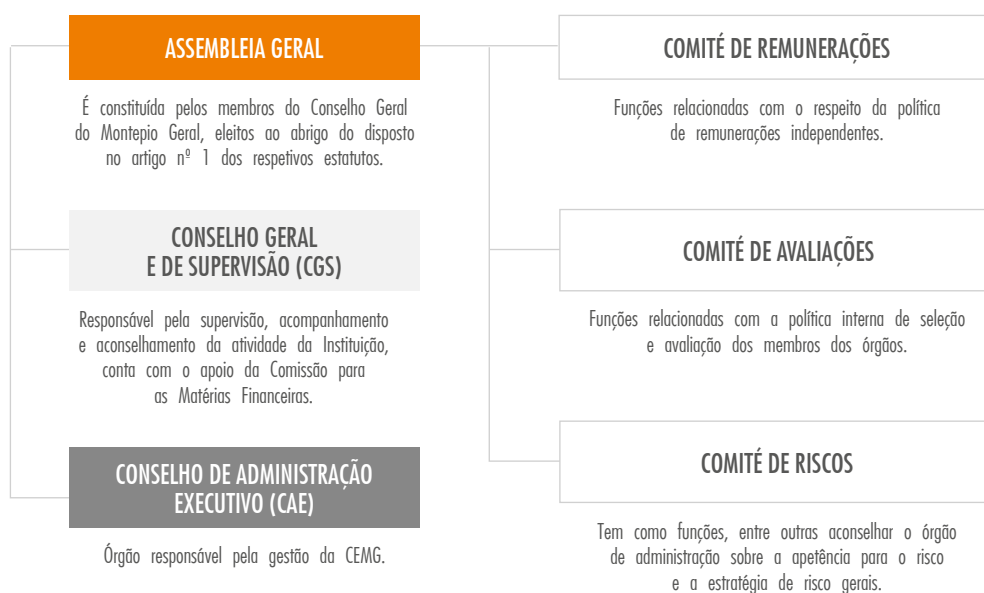 ASSEMBLEIA GERAL
É constituída pelos membros do Conselho Geral
do Montepio Geral, eleitos ao abrigo do disposto
no artigo nº 1 dos respetivos estatutos.
CONSELHO GERAL
E DE SUPERVISÃO (CGS)
Responsável pela supervisão, acompanhamento
e aconselhamento da atividade da Instituição,
conta com o apoio da Comissão para
as Matérias Financeiras.
CONSELHO DE ADMINISTRAÇÃO
EXECUTIVO (CAE)
Órgão responsável pela gestão da CEMG.
COMITÉ DE REMUNERAÇÕES
Funções relacionadas com o respeito da política
de remunerações independentes.
COMITÉ DE AVALIAÇÕES
Funções relacionadas com a política interna de seleção
e avaliação dos membros dos órgãos.
COMITÉ DE RISCOS
Tem como funções, entre outras aconselhar o órgão
de administração sobre a apetência para o risco
e a estratégia de risco gerais.